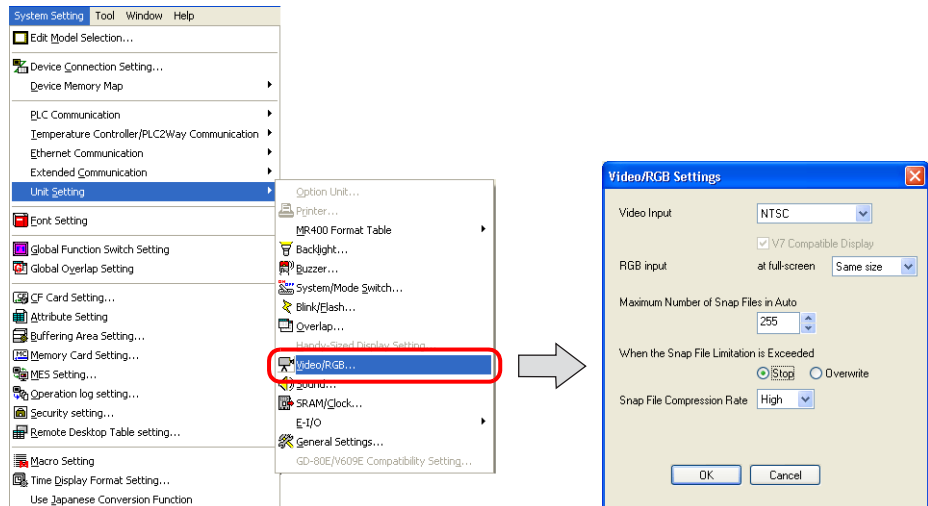 System Setting Tool Window Help
Edit Model Selection...
Device Connection Setting...
Device Memory Map
PLC Communication
Temperature Controller/PLC2Way Communication
Ethernet Communication
Extended Communication
Unit Setting
Font Setting
Global Function Switch Setting
Global Overlap Setting
CF Card Setting...
Attribute Setting
Buffering Area Setting...
Memory Card Setting...
MES Setting...
Operation log setting...
Security setting...
Remote Desktop Table setting...
Macro Setting
Time Display Format Setting...
Use Japanese Conversion Function
Option Unit...
Printer...
MR400 Format Table
Backlight...
Buzzer...
System/Mode Switch...
Blink/Flash...
Overlap...
Handy-Sized Display Setting...
Video/RGB...
Sound...
SRAM/Clock...
E-I/O
General Settings...
GD-80E/V609E Compatibility Setting...
Video/RGB Settings
Video Input NTSC
V7 Compatible Display
RGB input at full-screen Same size
Maximum Number of Snap Files in Auto
255
When the Snap File Limitation is Exceeded
Stop Overwrite
Snap File Compression Rate High
OK Cancel